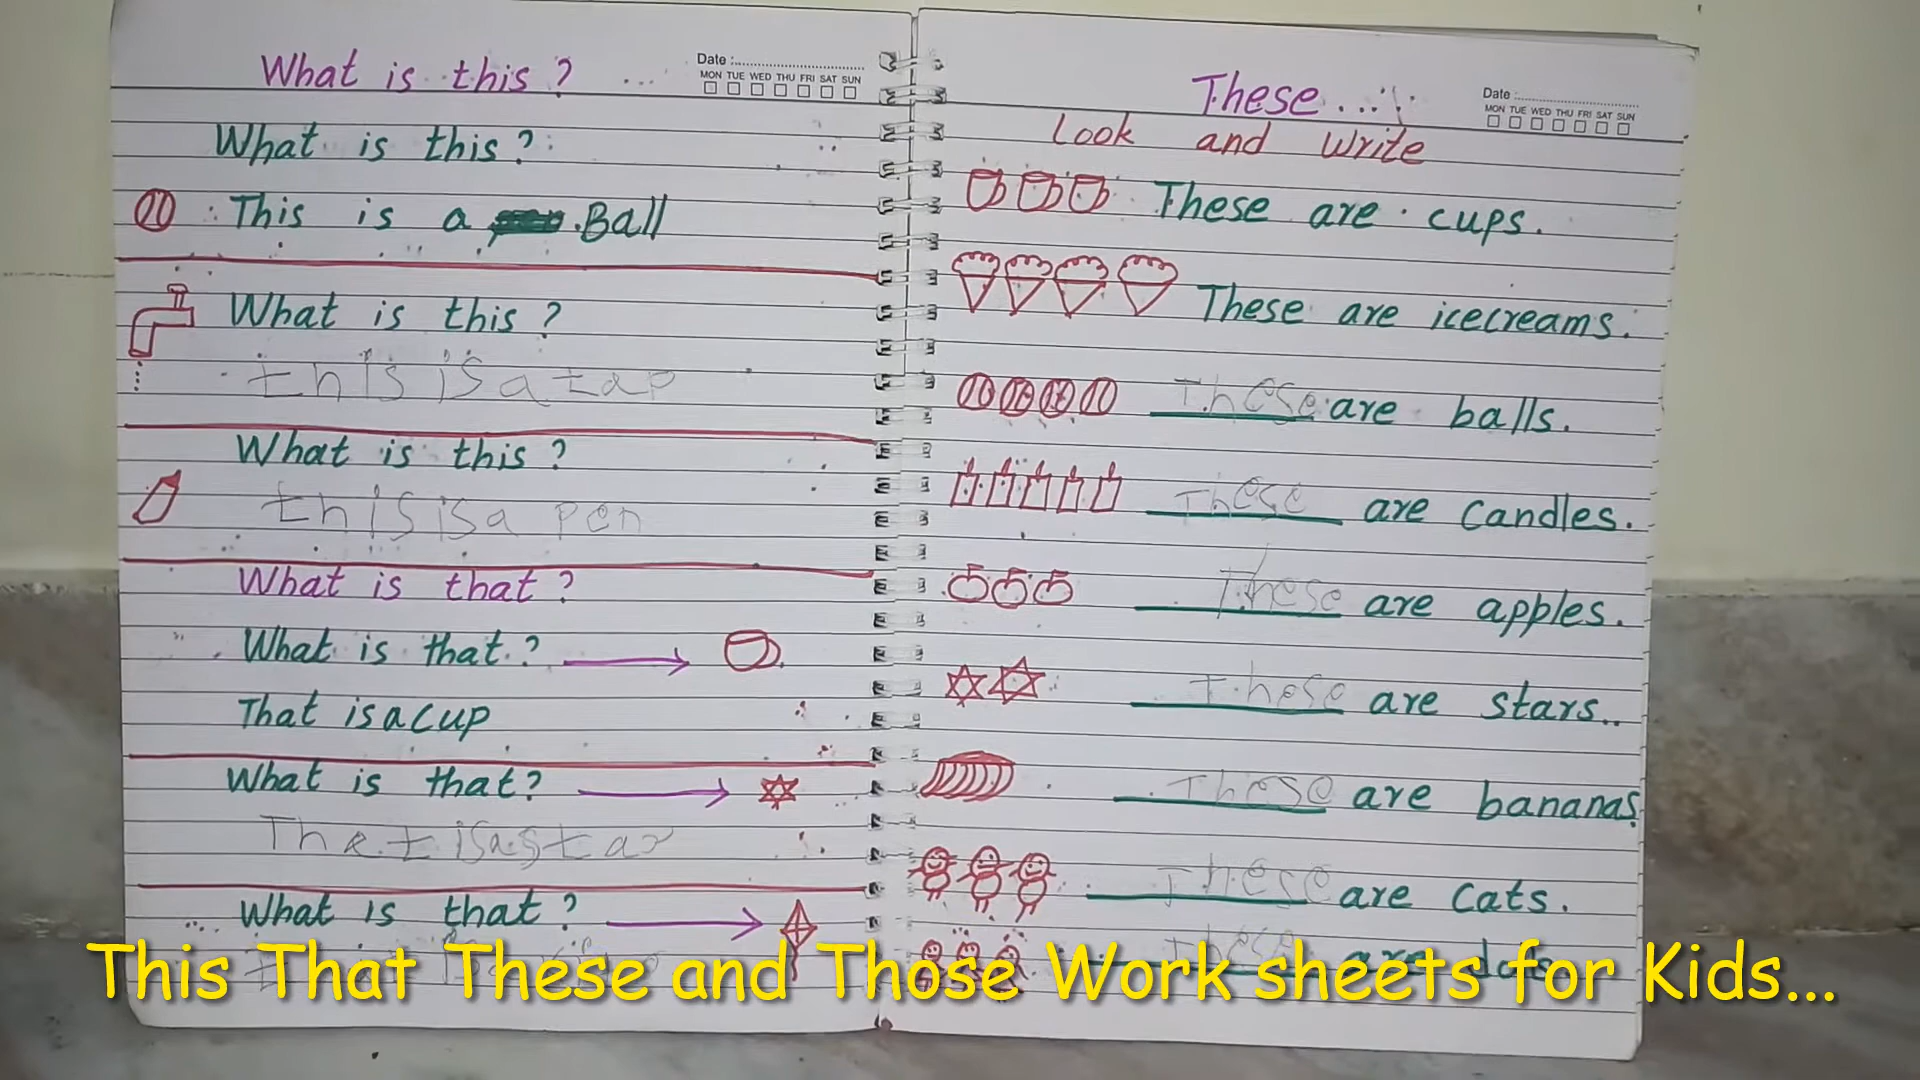 What is this?
Date :
MON TUE WED THU FRI SAT SUN
What is this?
This is a Ball
What is this?
this is a tap
What is this?
this is a pen
What is that?
What is that?
That is a cup
What is that?
That is a star
What is that?
These...
Date :
MON TUE WED THU FRI SAT SUN
Look and Write
These are cups.
These are icecreams.
These are balls.
These are candles.
These are apples.
These are stars..
These are bananas.
These are cats.
These are
This That These and Those Work sheets for Kids...